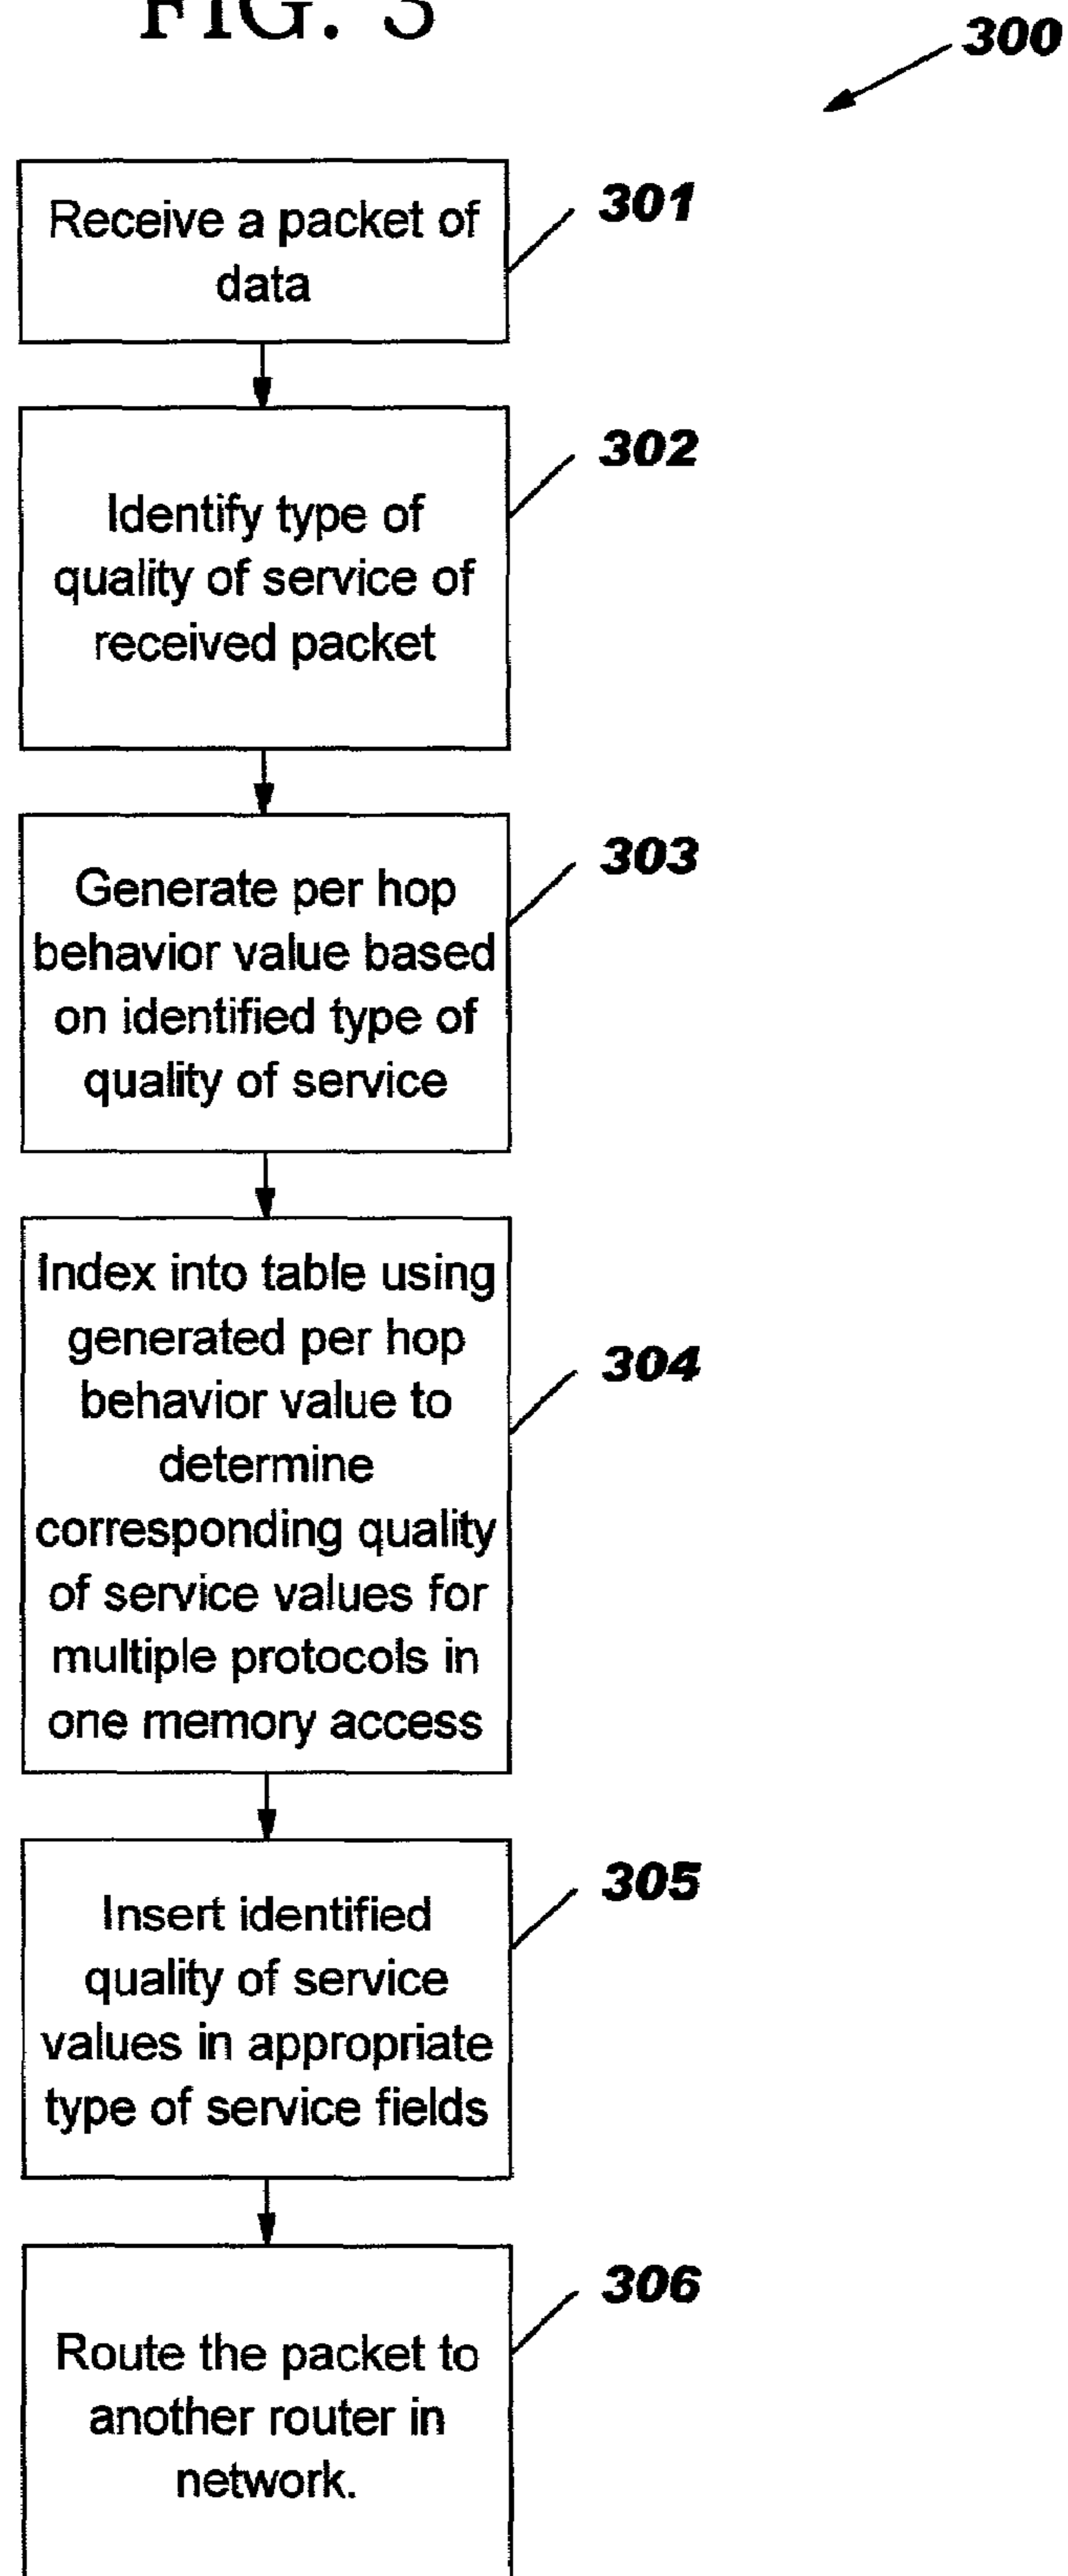 FIG. 3
300
Receive a packet of
data
301
Identify type of
quality of service of
received packet
302
Generate per hop
behavior value based
on identified type of
quality of service
303
Index into table using
generated per hop
behavior value to
determine
corresponding quality
of service values for
multiple protocols in
one memory access
304
Insert identified
quality of service
values in appropriate
type of service fields
305
Route the packet to
another router in
network.
306